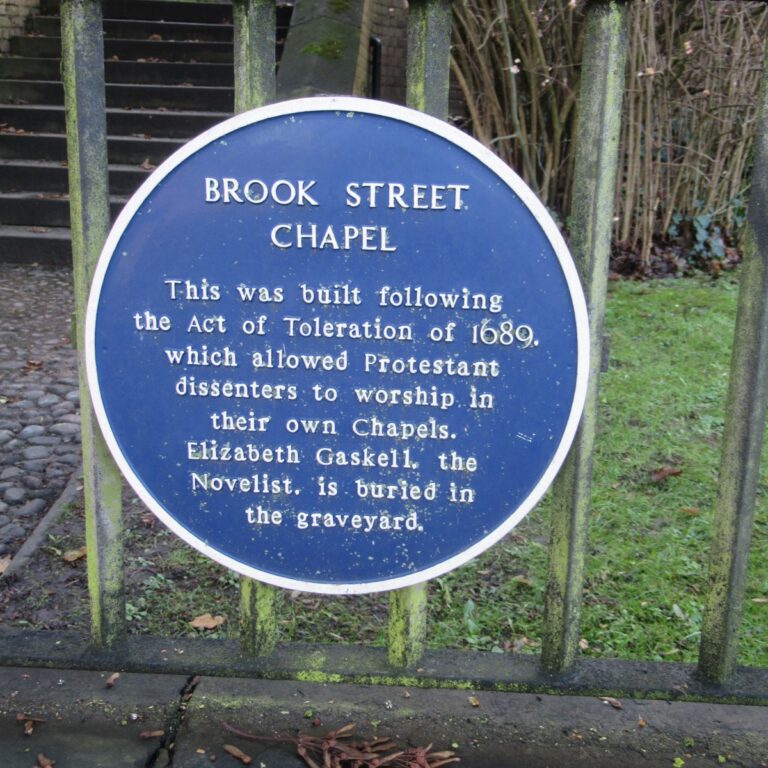 BROOK STREET
CHAPEL
This was built following
the Act of Toleration of 1689.
which allowed Protestant
dissenters to worship in
their own Chapels.
Elizabeth Gaskell. the
Novelist. is buried in
the graveyard.